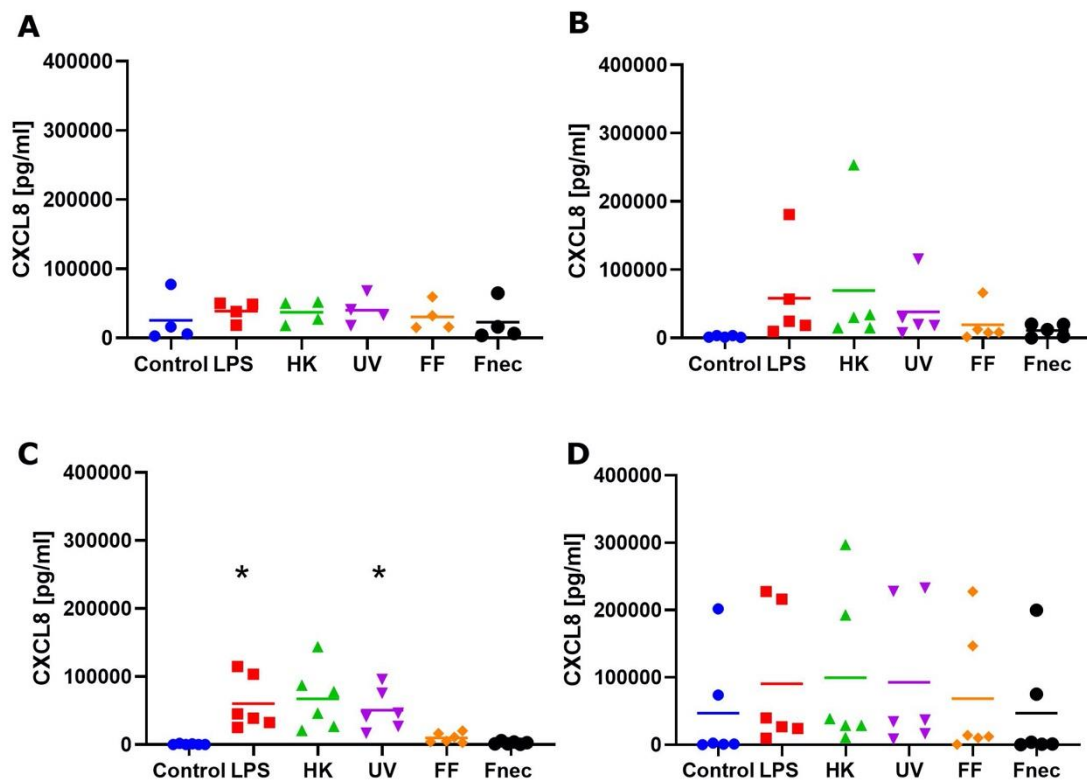 A
CXCL8 [pg/ml]
400000
300000
200000
100000
0
Control LPS HK UV FF Fnec
B
CXCL8 [pg/ml]
400000
300000
200000
100000
0
Control LPS HK UV FF Fnec
C
CXCL8 [pg/ml]
400000
300000
200000
100000
0
* *
Control LPS HK UV FF Fnec
D
CXCL8 [pg/ml]
400000
300000
200000
100000
0
Control LPS HK UV FF Fnec